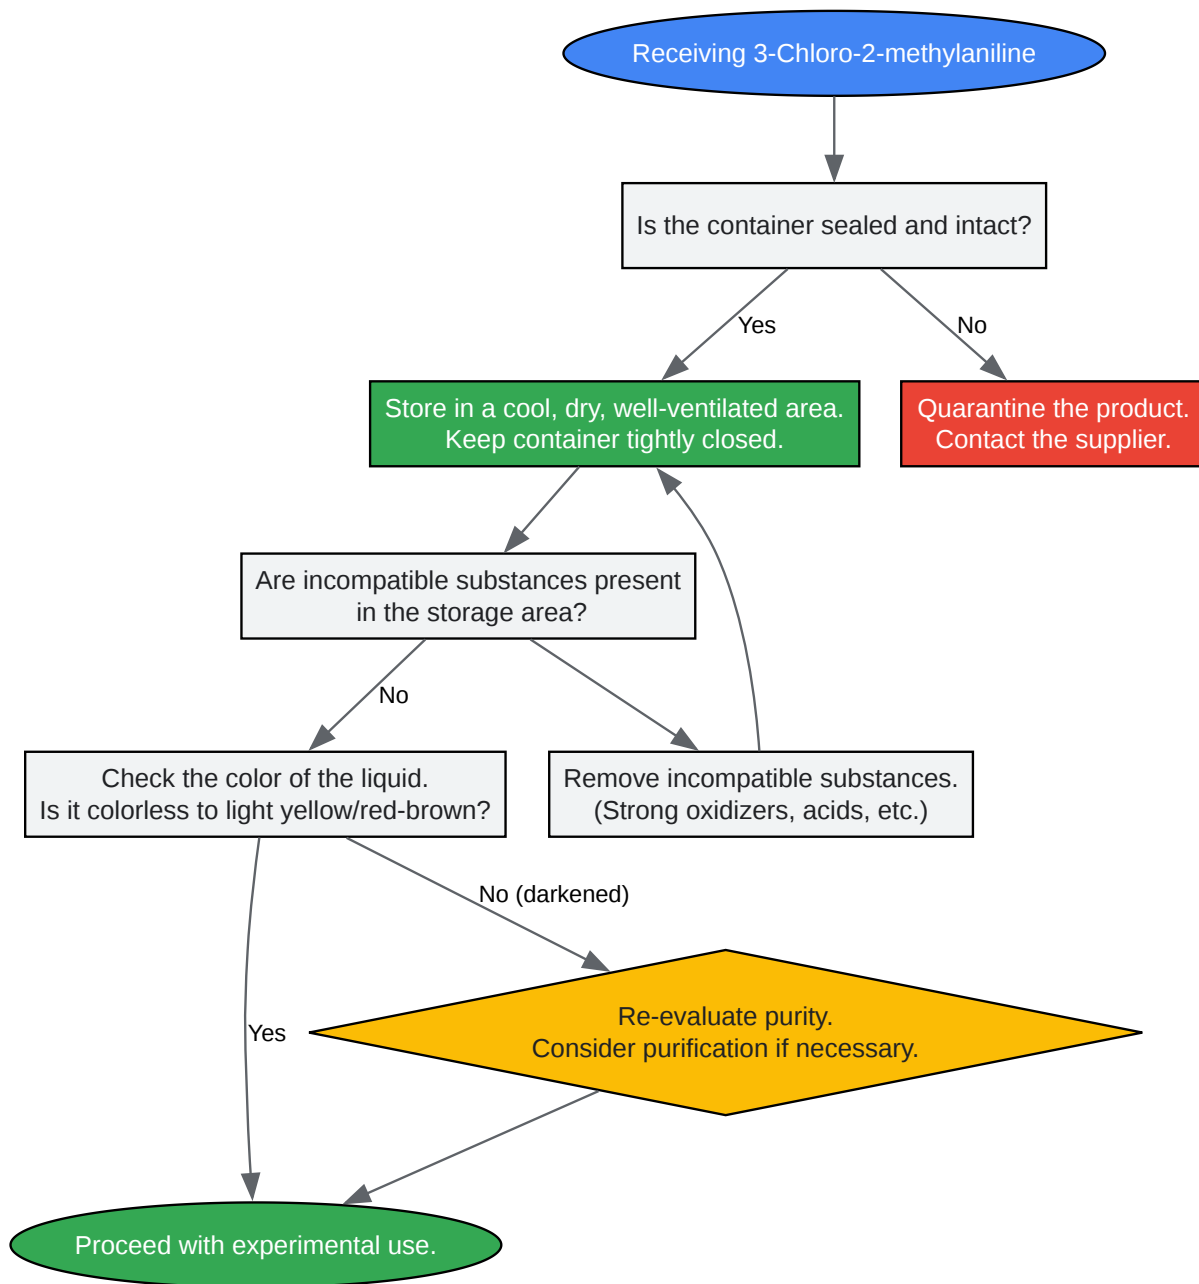 Receiving 3-Chloro-2-methylaniline
Is the container sealed and intact?
Yes
No
Store in a cool, dry, well-ventilated area.
Keep container tightly closed.
Quarantine the product.
Contact the supplier.
Are incompatible substances present
in the storage area?
No
Check the color of the liquid.
Is it colorless to light yellow/red-brown?
Remove incompatible substances.
(Strong oxidizers, acids, etc.)
No (darkened)
Re-evaluate purity.
Consider purification if necessary.
Yes
Proceed with experimental use.